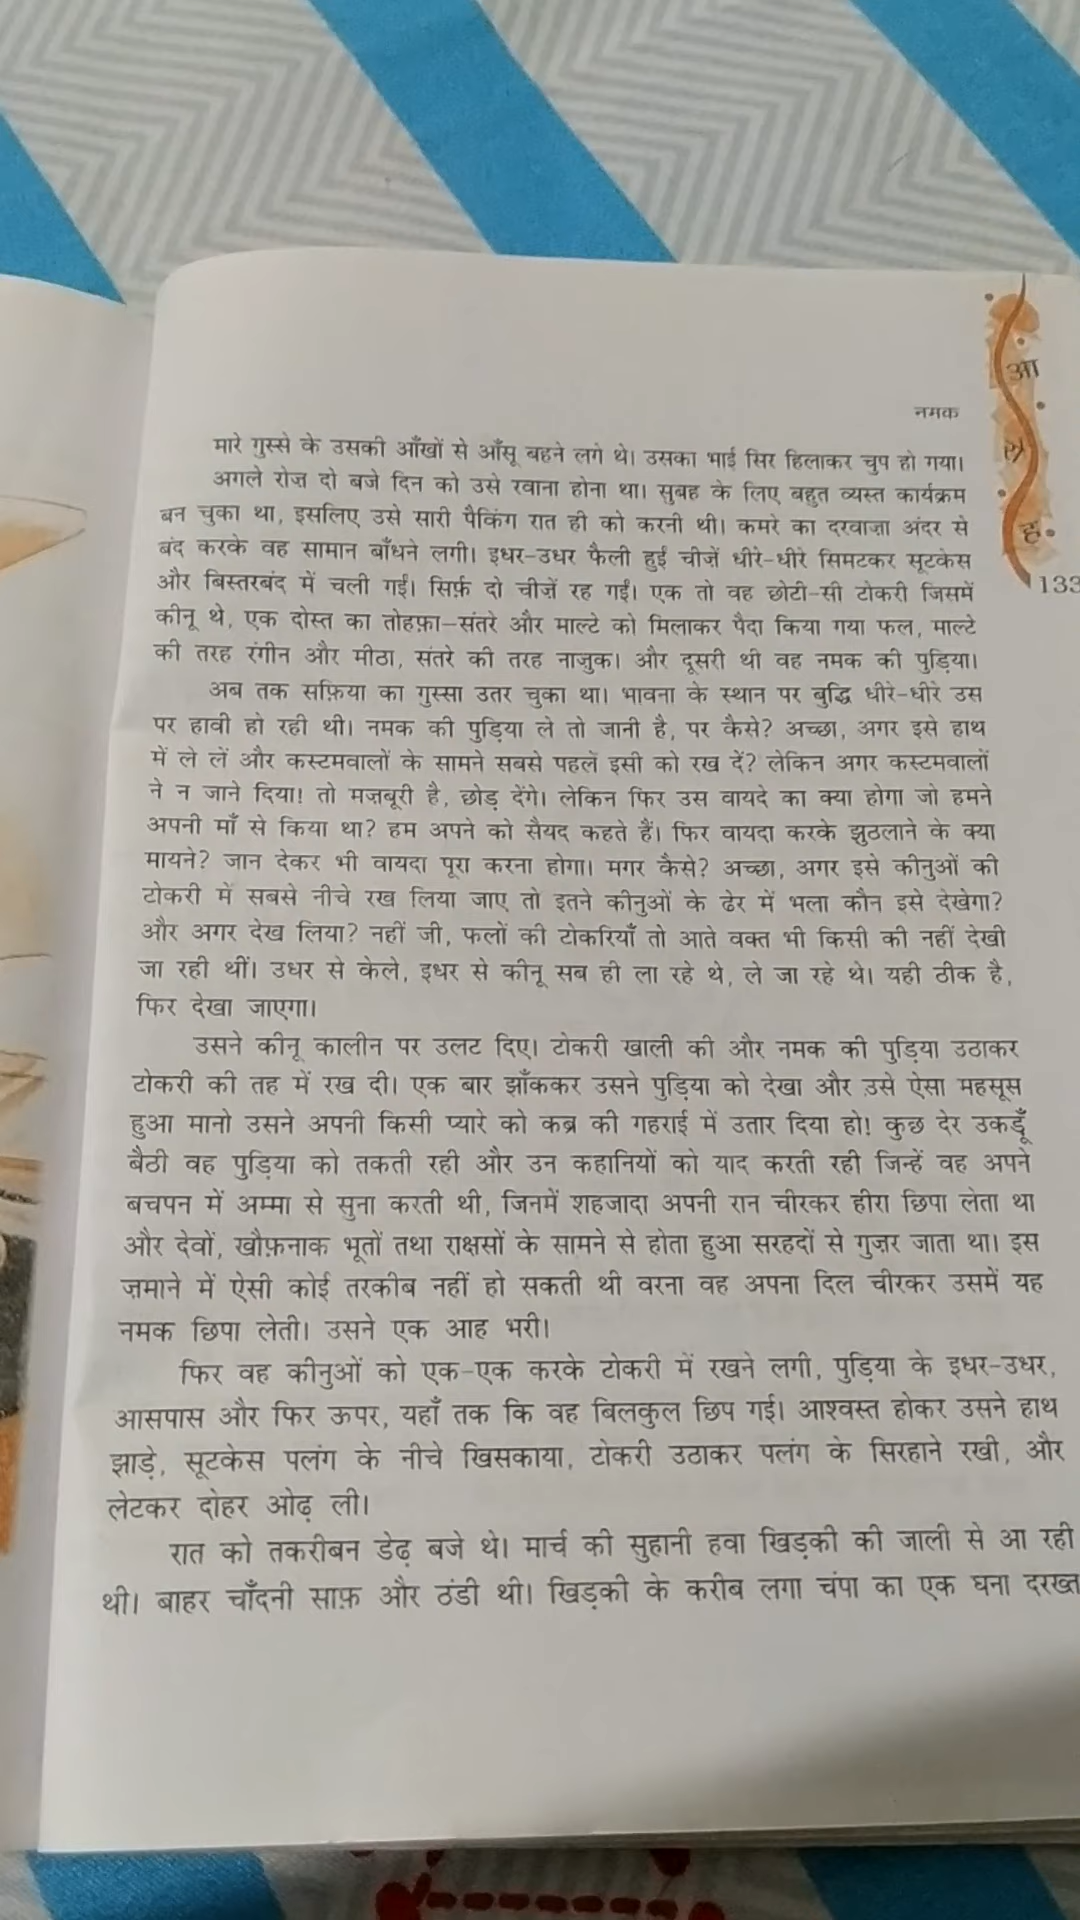 नमक
आ
रो
ह
133
मारे गुस्से के उसकी आँखों से आँसू बहने लगे थे। उसका भाई सिर हिलाकर चुप हो गया।
अगले रोज़ दो बजे दिन को उसे रवाना होना था। सुबह के लिए बहुत व्यस्त कार्यक्रम
बन चुका था, इसलिए उसे सारी पैकिंग रात ही को करनी थी। कमरे का दरवाज़ा अंदर से
बंद करके वह सामान बाँधने लगी। इधर-उधर फैली हुई चीज़ें धीरे-धीरे सिमटकर सूटकेस
और बिस्तरबंद में चली गईं। सिर्फ़ दो चीज़ें रह गईं। एक तो वह छोटी-सी टोकरी जिसमें
कीनू थे, एक दोस्त का तोहफ़ा–संतरे और माल्टे को मिलाकर पैदा किया गया फल, माल्टे
की तरह रंगीन और मीठा, संतरे की तरह नाज़ुक। और दूसरी थी वह नमक की पुड़िया।
अब तक सफ़िया का गुस्सा उतर चुका था। भावना के स्थान पर बुद्धि धीरे-धीरे उस
पर हावी हो रही थी। नमक की पुड़िया ले तो जानी है, पर कैसे? अच्छा, अगर इसे हाथ
में ले लें और कस्टमवालों के सामने सबसे पहले इसी को रख दें? लेकिन अगर कस्टमवालों
ने न जाने दिया! तो मजबूरी है, छोड़ देंगे। लेकिन फिर उस वायदे का क्या होगा जो हमने
अपनी माँ से किया था? हम अपने को सैयद कहते हैं। फिर वायदा करके झुठलाने के क्या
मायने? जान देकर भी वायदा पूरा करना होगा। मगर कैसे? अच्छा, अगर इसे कीनुओं की
टोकरी में सबसे नीचे रख लिया जाए तो इतने कीनुओं के ढेर में भला कौन इसे देखेगा?
और अगर देख लिया? नहीं जी, फलों की टोकरियाँ तो आते वक्त भी किसी की नहीं देखी
जा रही थीं। उधर से केले, इधर से कीनू सब ही ला रहे थे, ले जा रहे थे। यही ठीक है,
फिर देखा जाएगा।
उसने कीनू कालीन पर उलट दिए। टोकरी खाली की और नमक की पुड़िया उठाकर
टोकरी की तह में रख दी। एक बार झाँककर उसने पुड़िया को देखा और उसे ऐसा महसूस
हुआ मानो उसने अपनी किसी प्यारे को कब्र की गहराई में उतार दिया हो! कुछ देर उकड़ूँ
बैठी वह पुड़िया को तकती रही और उन कहानियों को याद करती रही जिन्हें वह अपने
बचपन में अम्मा से सुना करती थी, जिनमें शहजादा अपनी रान चीरकर हीरा छिपा लेता था
और देवों, खौफ़नाक भूतों तथा राक्षसों के सामने से होता हुआ सरहदों से गुज़र जाता था। इस
ज़माने में ऐसी कोई तरकीब नहीं हो सकती थी वरना वह अपना दिल चीरकर उसमें यह
नमक छिपा लेती। उसने एक आह भरी।
फिर वह कीनुओं को एक-एक करके टोकरी में रखने लगी, पुड़िया के इधर-उधर,
आसपास और फिर ऊपर, यहाँ तक कि वह बिलकुल छिप गई। आश्वस्त होकर उसने हाथ
झाड़े, सूटकेस पलंग के नीचे खिसकाया, टोकरी उठाकर पलंग के सिरहाने रखी, और
लेटकर दोहर ओढ़ ली।
रात को तकरीबन डेढ़ बजे थे। मार्च की सुहानी हवा खिड़की की जाली से आ रही
थी। बाहर चाँदनी साफ़ और ठंडी थी। खिड़की के करीब लगा चंपा का एक घना दरख्त